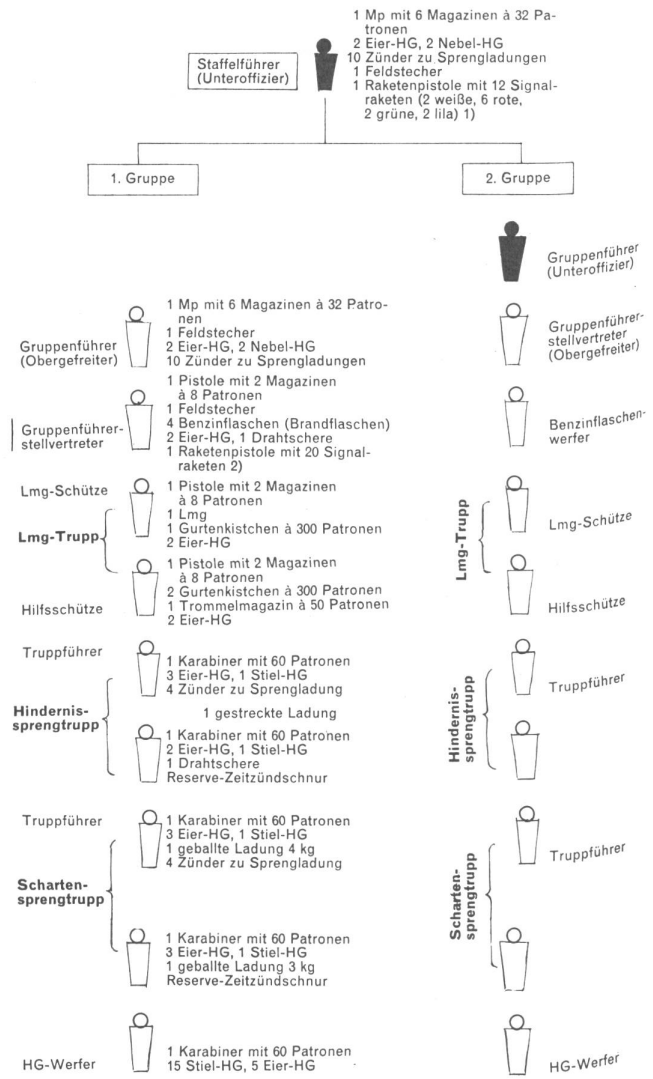 Staffelführer
(Unteroffizier)
1 Mp mit 6 Magazinen à 32 Pa-
tronen
2 Eier-HG, 2 Nebel-HG
10 Zünder zu Sprengladungen
1 Feldstecher
1 Raketenpistole mit 12 Signal-
raketen (2 weiße, 6 rote,
2 grüne, 2 lila) 1)
1. Gruppe
Gruppenführer
(Obergefreiter)
1 Mp mit 6 Magazinen à 32 Patro-
nen
1 Feldstecher
2 Eier-HG, 2 Nebel-HG
10 Zünder zu Sprengladungen
Gruppenführer-
stellvertreter
1 Pistole mit 2 Magazinen
à 8 Patronen
1 Feldstecher
4 Benzinflaschen (Brandflaschen)
2 Eier-HG, 1 Drahtschere
1 Raketenpistole mit 20 Signal-
raketen 2)
Lmg-Trupp
Lmg-Schütze
1 Pistole mit 2 Magazinen
à 8 Patronen
1 Lmg
1 Gurtenkistchen à 300 Patronen
2 Eier-HG
Hilfsschütze
1 Pistole mit 2 Magazinen
à 8 Patronen
2 Gurtenkistchen à 300 Patronen
1 Trommelmagazin à 50 Patronen
2 Eier-HG
Hindernis-
sprengtrupp
Truppführer
1 Karabiner mit 60 Patronen
3 Eier-HG, 1 Stiel-HG
4 Zünder zu Sprengladung
1 gestreckte Ladung
1 Karabiner mit 60 Patronen
2 Eier-HG, 1 Stiel-HG
1 Drahtschere
Reserve-Zeitzündschnur
Scharten-
sprengtrupp
Truppführer
1 Karabiner mit 60 Patronen
3 Eier-HG, 1 Stiel-HG
1 geballte Ladung 4 kg
4 Zünder zu Sprengladung
1 Karabiner mit 60 Patronen
3 Eier-HG, 1 Stiel-HG
1 geballte Ladung 3 kg
Reserve-Zeitzündschnur
HG-Werfer
1 Karabiner mit 60 Patronen
15 Stiel-HG, 5 Eier-HG
2. Gruppe
Gruppenführer
(Unteroffizier)
Gruppenführer-
stellvertreter
(Obergefreiter)
Benzinflaschen-
werfer
Lmg-Trupp
Lmg-Schütze
Hilfsschütze
Hindernis-
sprengtrupp
Truppführer
Scharten-
sprengtrupp
Truppführer
HG-Werfer